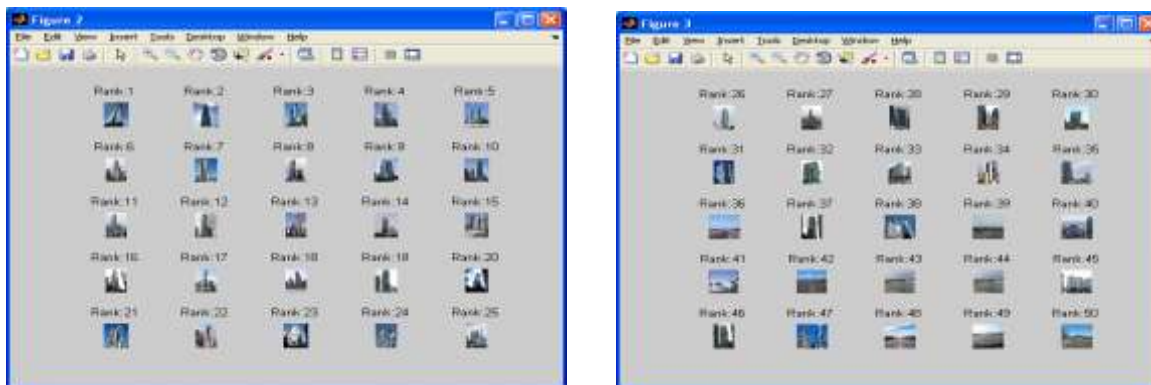 Figure 2
File Edit View Insert Tools Desktop Window Help
Rank:1 Rank:2 Rank:3 Rank:4 Rank:5
Rank:6 Rank:7 Rank:8 Rank:9 Rank:10
Rank:11 Rank:12 Rank:13 Rank:14 Rank:15
Rank:16 Rank:17 Rank:18 Rank:19 Rank:20
Rank:21 Rank:22 Rank:23 Rank:24 Rank:25
Figure 3
File Edit View Insert Tools Desktop Window Help
Rank:26 Rank:27 Rank:28 Rank:29 Rank:30
Rank:31 Rank:32 Rank:33 Rank:34 Rank:35
Rank:36 Rank:37 Rank:38 Rank:39 Rank:40
Rank:41 Rank:42 Rank:43 Rank:44 Rank:45
Rank:46 Rank:47 Rank:48 Rank:49 Rank:50